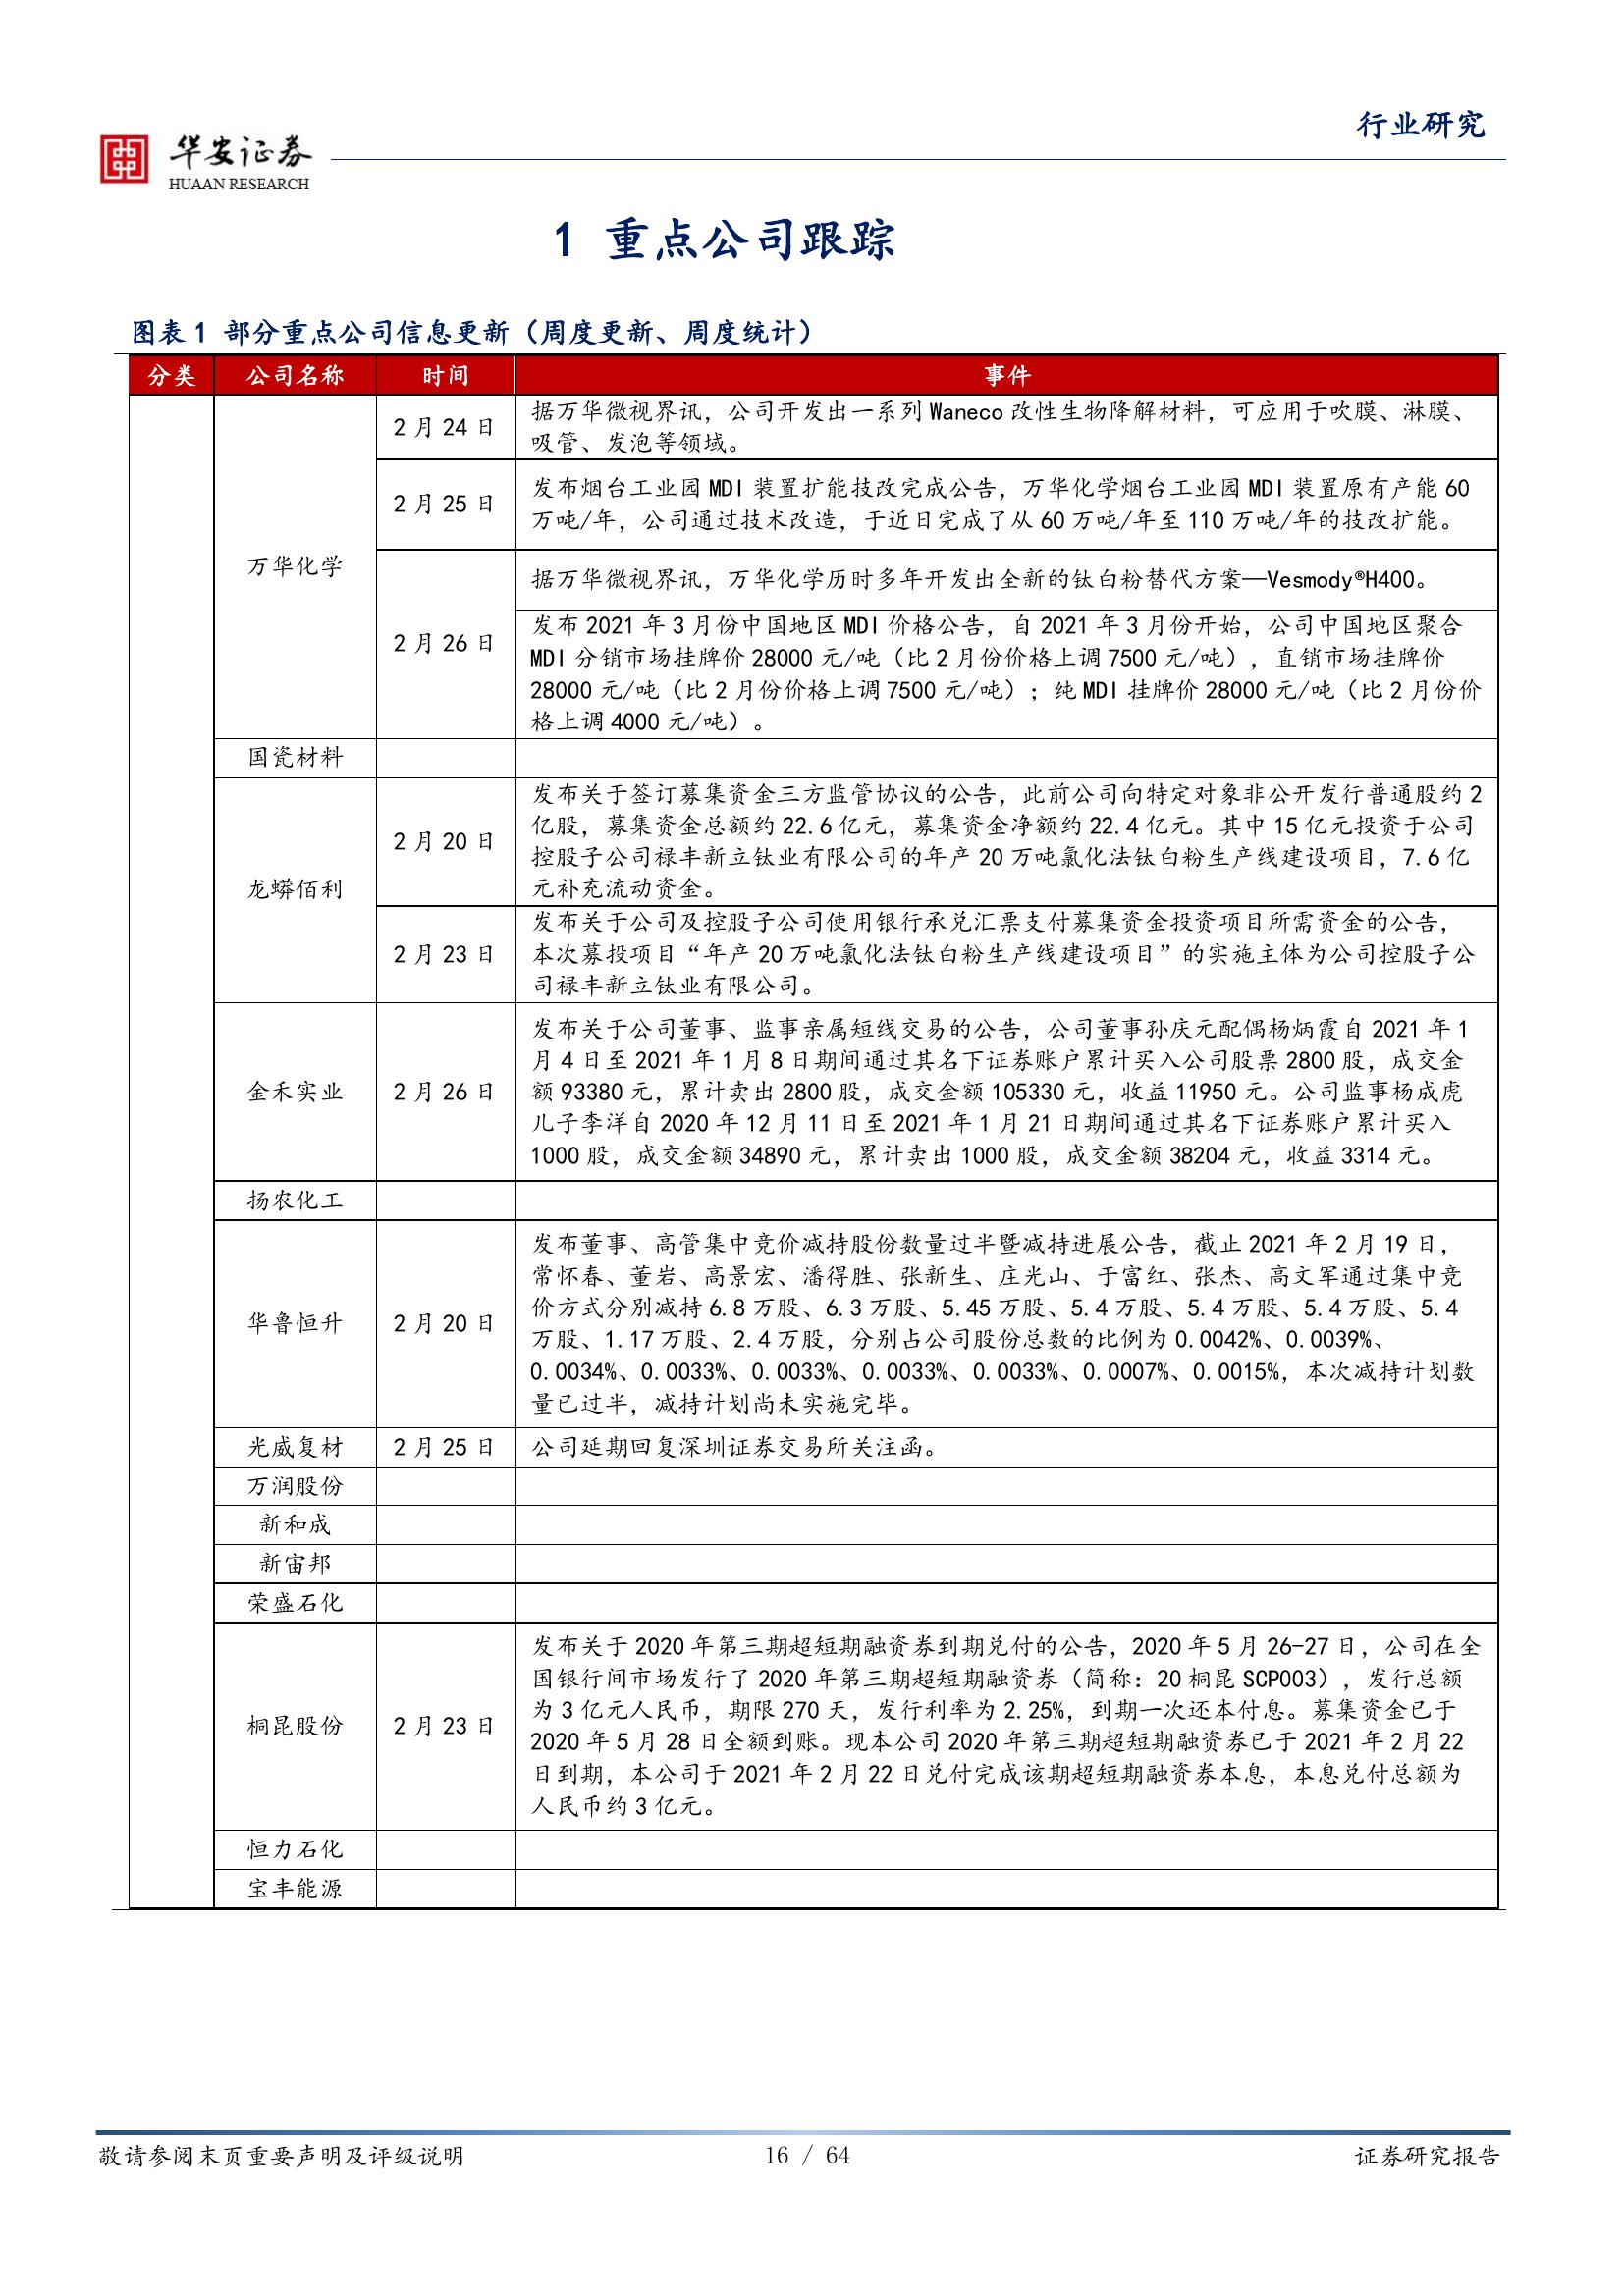 行业研究
华安证券
HUAAN RESEARCH
1 重点公司跟踪
图表 1 部分重点公司信息更新（周度更新、周度统计）
分类 公司名称 时间 事件
万华化学
2 月 24 日
据万华微视界讯，公司开发出一系列 Waneco 改性生物降解材料，可应用于吹膜、淋膜、
吸管、发泡等领域。
2 月 25 日
发布烟台工业园 MDI 装置扩能技改完成公告，万华化学烟台工业园 MDI 装置原有产能 60
万吨/年，公司通过技术改造，于近日完成了从 60 万吨/年至 110 万吨/年的技改扩能。
2 月 26 日
据万华微视界讯，万华化学历时多年开发出全新的钛白粉替代方案—Vesmody®H400。
发布 2021 年 3 月份中国地区 MDI 价格公告，自 2021 年 3 月份开始，公司中国地区聚合
MDI 分销市场挂牌价 28000 元/吨（比 2 月份价格上调 7500 元/吨），直销市场挂牌价
28000 元/吨（比 2 月份价格上调 7500 元/吨）；纯 MDI 挂牌价 28000 元/吨（比 2 月份价
格上调 4000 元/吨）。
国瓷材料
龙蟒佰利
2 月 20 日
发布关于签订募集资金三方监管协议的公告，此前公司向特定对象非公开发行普通股约 2
亿股，募集资金总额约 22.6 亿元，募集资金净额约 22.4 亿元。其中 15 亿元投资于公司
控股子公司禄丰新立钛业有限公司的年产 20 万吨氯化法钛白粉生产线建设项目，7.6 亿
元补充流动资金。
2 月 23 日
发布关于公司及控股子公司使用银行承兑汇票支付募集资金投资项目所需资金的公告，
本次募投项目“年产 20 万吨氯化法钛白粉生产线建设项目”的实施主体为公司控股子公
司禄丰新立钛业有限公司。
金禾实业
2 月 26 日
发布关于公司董事、监事亲属短线交易的公告，公司董事孙庆元配偶杨炳霞自 2021 年 1
月 4 日至 2021 年 1 月 8 日期间通过其名下证券账户累计买入公司股票 2800 股，成交金
额 93380 元，累计卖出 2800 股，成交金额 105330 元，收益 11950 元。公司监事杨成虎
儿子李洋自 2020 年 12 月 11 日至 2021 年 1 月 21 日期间通过其名下证券账户累计买入
1000 股，成交金额 34890 元，累计卖出 1000 股，成交金额 38204 元，收益 3314 元。
扬农化工
华鲁恒升
2 月 20 日
发布董事、高管集中竞价减持股份数量过半暨减持进展公告，截止 2021 年 2 月 19 日，
常怀春、董岩、高景宏、潘得胜、张新生、庄光山、于富红、张杰、高文军通过集中竞
价方式分别减持 6.8 万股、6.3 万股、5.45 万股、5.4 万股、5.4 万股、5.4 万股、5.4
万股、1.17 万股、2.4 万股，分别占公司股份总数的比例为 0.0042%、0.0039%、
0.0034%、0.0033%、0.0033%、0.0033%、0.0033%、0.0007%、0.0015%，本次减持计划数
量已过半，减持计划尚未实施完毕。
光威复材 2 月 25 日 公司延期回复深圳证券交易所关注函。
万润股份
新和成
新宙邦
荣盛石化
桐昆股份
2 月 23 日
发布关于 2020 年第三期超短期融资券到期兑付的公告，2020 年 5 月 26-27 日，公司在全
国银行间市场发行了 2020 年第三期超短期融资券（简称：20 桐昆 SCP003），发行总额
为 3 亿元人民币，期限 270 天，发行利率为 2.25%，到期一次还本付息。募集资金已于
2020 年 5 月 28 日全额到账。现本公司 2020 年第三期超短期融资券已于 2021 年 2 月 22
日到期，本公司于 2021 年 2 月 22 日兑付完成该期超短期融资券本息，本息兑付总额为
人民币约 3 亿元。
恒力石化
宝丰能源
敬请参阅末页重要声明及评级说明 16 / 64 证券研究报告